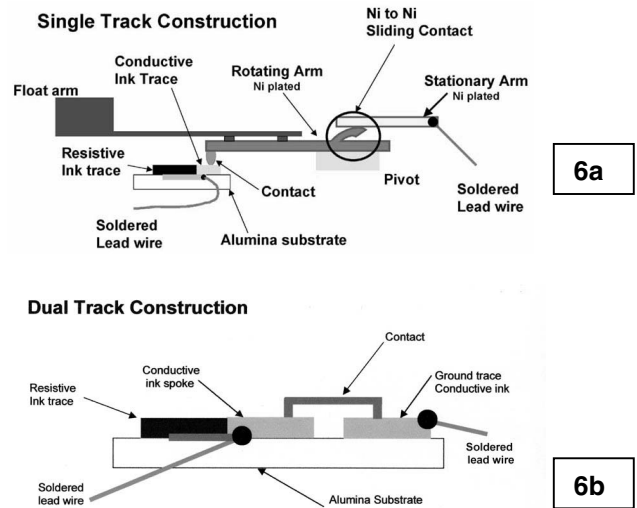 Single Track Construction
Ni to Ni
Sliding Contact
Conductive
Ink Trace
Rotating Arm
Ni plated
Stationary Arm
Ni plated
Float arm
Resistive
Ink trace
Contact
Pivot
Soldered
Lead wire
Soldered
Lead wire
Alumina substrate
6a
Dual Track Construction
Contact
Conductive
ink spoke
Ground trace
Conductive ink
Resistive
Ink trace
Soldered
lead wire
Soldered
lead wire
Alumina Substrate
6b